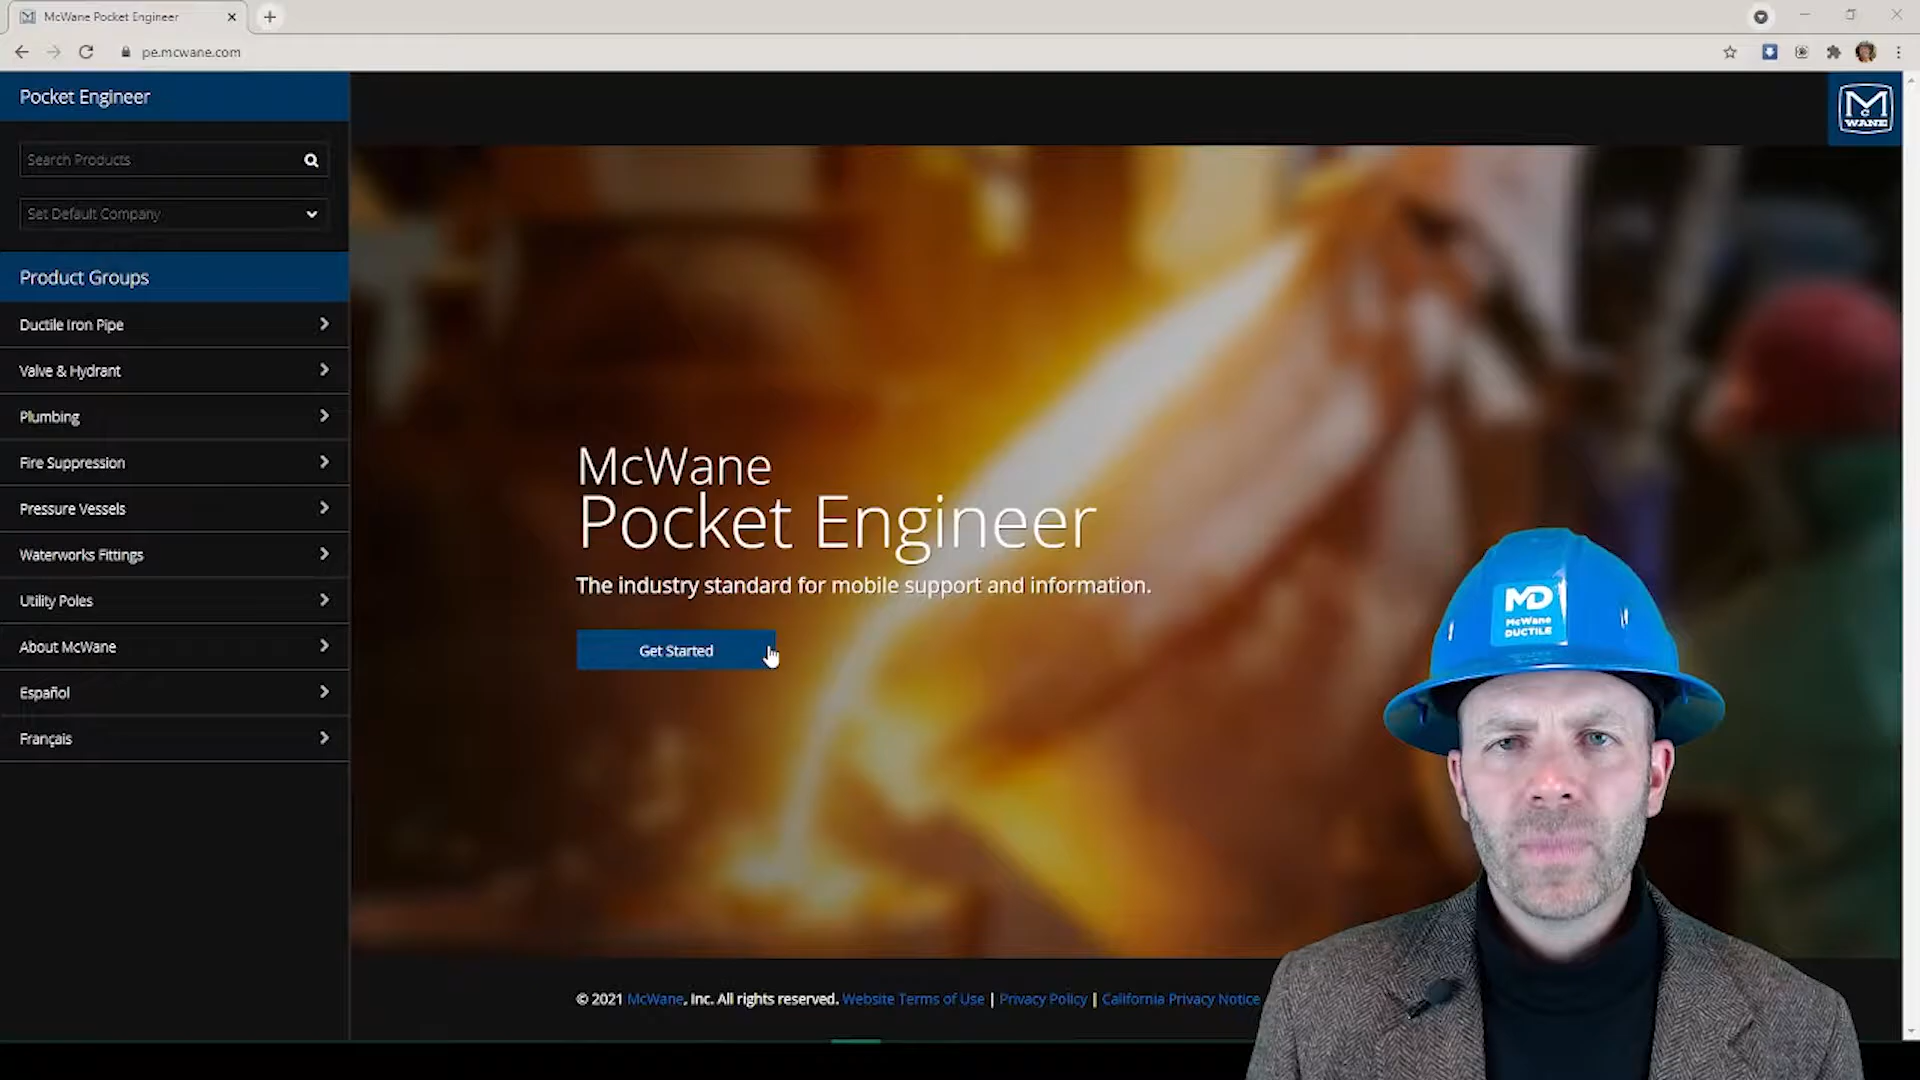 McWane Pocket Engineer
pe.mcwane.com
Pocket Engineer
Search Products
Set Default Company
Product Groups
Ductile Iron Pipe
Valve & Hydrant
Plumbing
Fire Suppression
Pressure Vessels
Waterworks Fittings
Utility Poles
About McWane
Español
Français
M
C
WANE
McWane
Pocket Engineer
The industry standard for mobile support and information.
Get Started
© 2021 McWane, Inc. All rights reserved. Website Terms of Use | Privacy Policy | California Privacy Notice
MD
McWane
DUCTILE